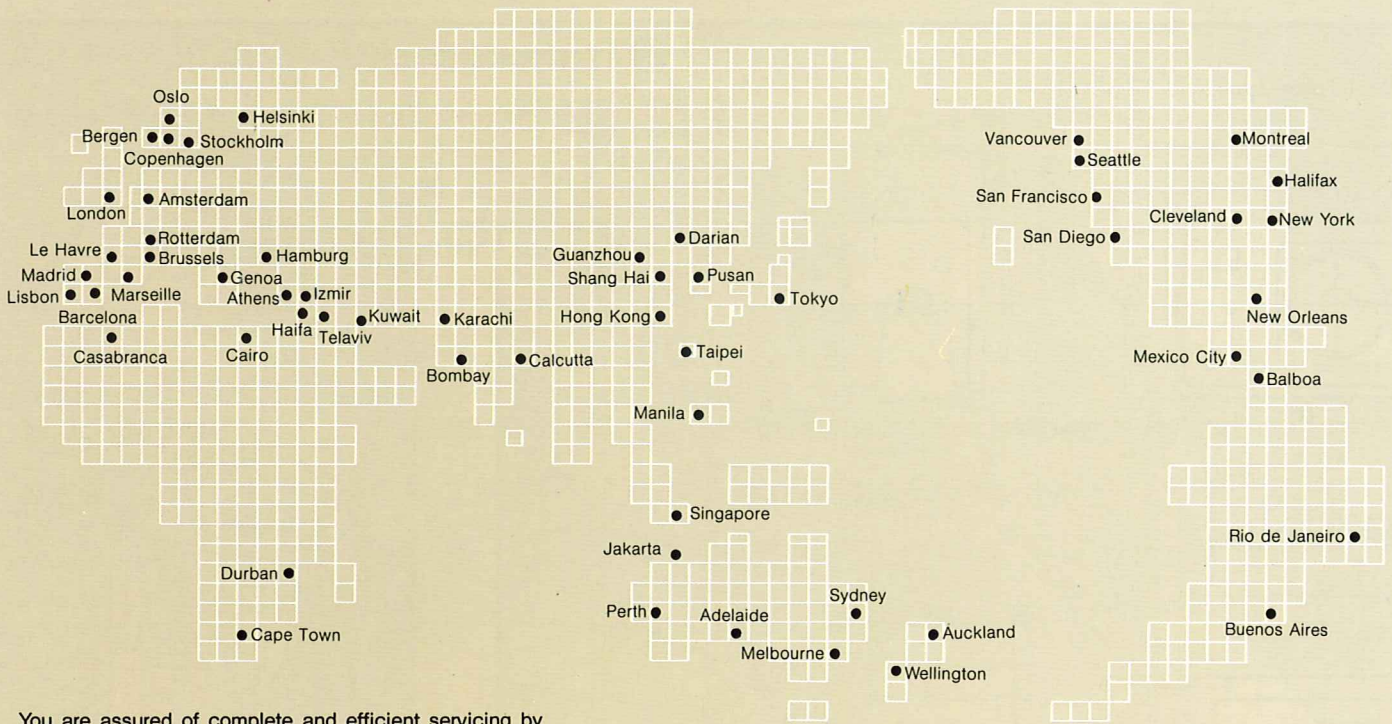 Oslo
Helsinki
Bergen
Stockholm
Copenhagen
Vancouver
Montreal
Seattle
Halifax
London
Amsterdam
San Francisco
Cleveland
New York
Rotterdam
Darian
San Diego
Le Havre
Brussels
Hamburg
Guanzhou
Madrid
Marseille
Genoa
Shang Hai
Pusan
Lisbon
Barcelona
Athens
Izmir
Tokyo
Haifa
Telaviv
Kuwait
Karachi
Hong Kong
New Orleans
Casabranca
Cairo
Bombay
Calcutta
Taipei
Mexico City
Balboa
Manila
Singapore
Jakarta
Rio de Janeiro
Durban
Perth
Adelaide
Sydney
Cape Town
Melbourne
Auckland
Buenos Aires
Wellington
You are assured of complete and efficient servicing by